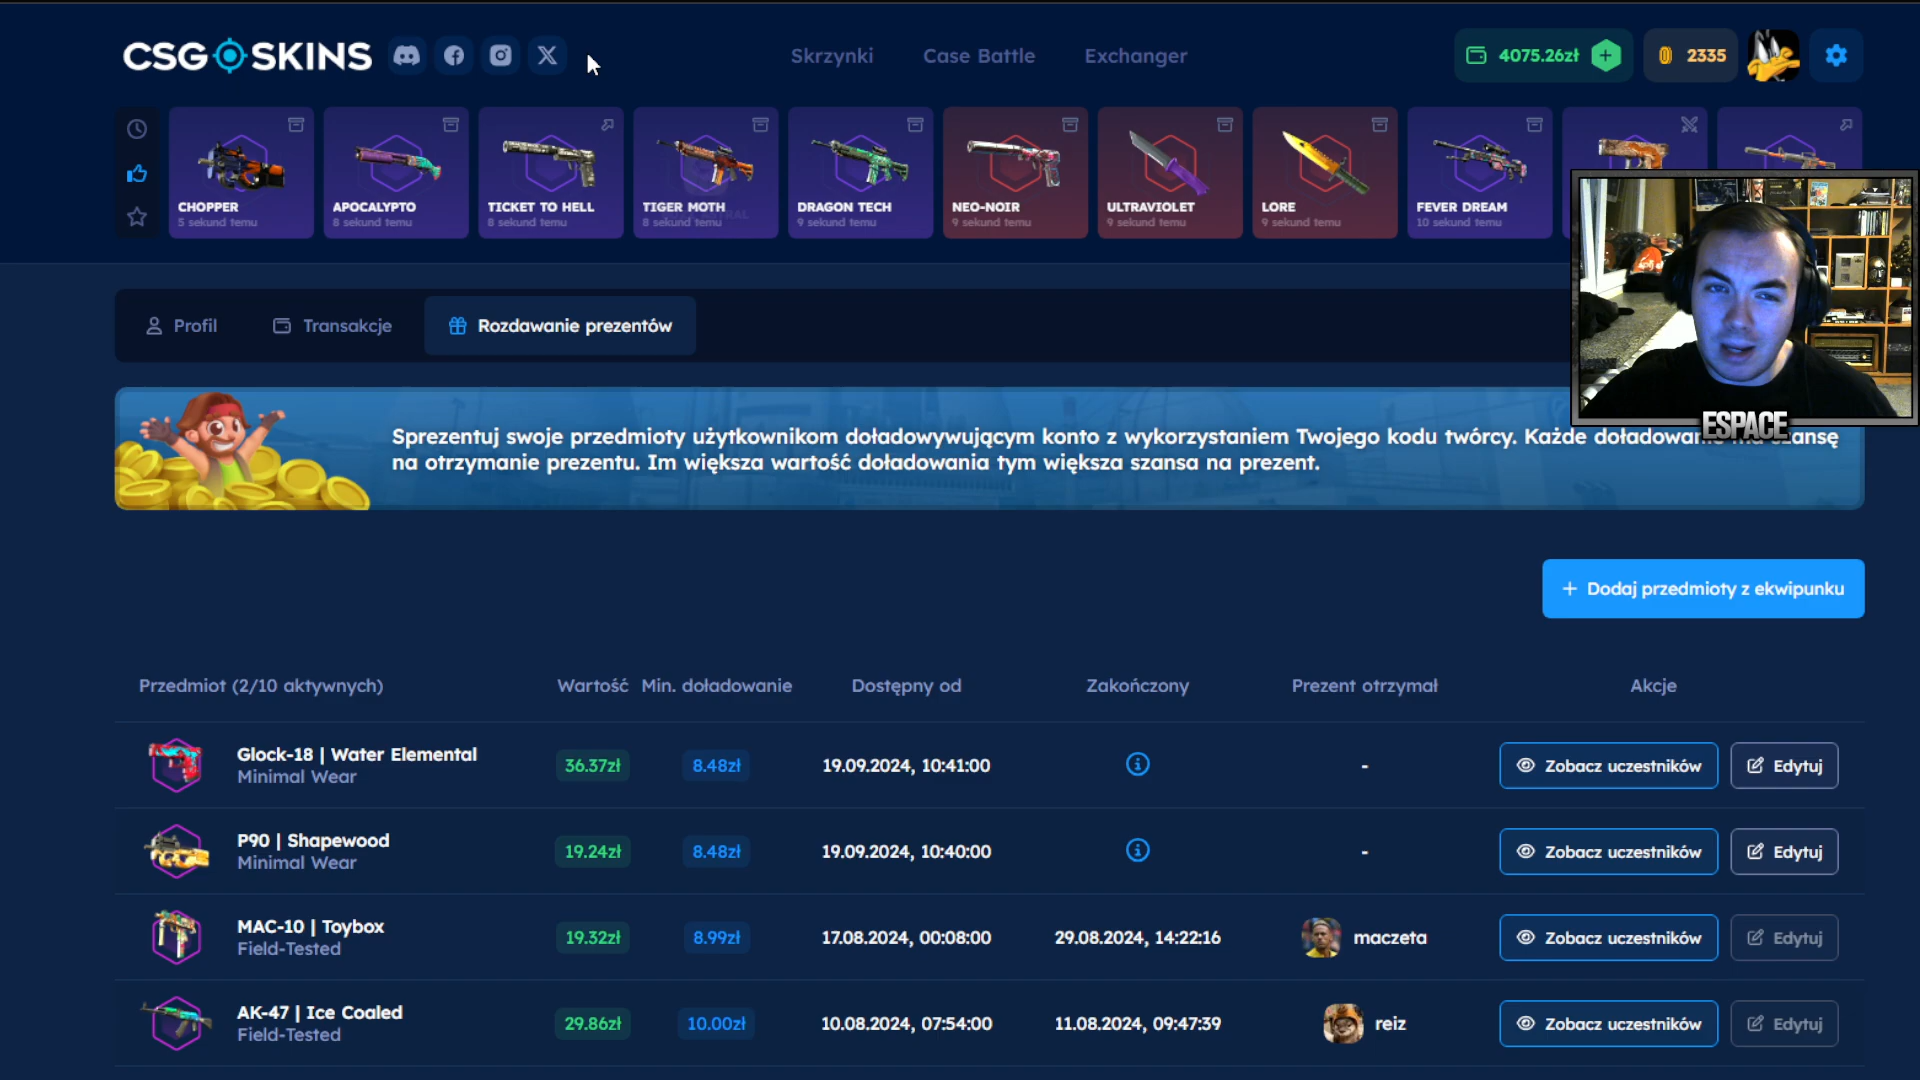 CSG SKINS
Skrzynki
Case Battle
Exchanger
4075.26zł
2335
CHOPPER
5 sekund temu
APOCALYPTO
8 sekund temu
TICKET TO HELL
8 sekund temu
TIGER MOTH
8 sekund temu
DRAGON TECH
9 sekund temu
NEO-NOIR
9 sekund temu
ULTRAVIOLET
9 sekund temu
LORE
9 sekund temu
FEVER DREAM
10 sekund temu
ESPACE
Profil
Transakcje
Rozdawanie prezentów
Sprezentuj swoje przedmioty użytkownikom doładowywującym konto z wykorzystaniem Twojego kodu twórcy. Każde
na otrzymanie prezentu. Im większa wartość doładowania tym większa szansa na prezent.
+ Dodaj przedmioty z ekwipunku
Przedmiot (2/10 aktywnych) Wartość Min. doładowanie Dostępny od Zakończony Prezent otrzymał Akcje
Glock-18 | Water Elemental
Minimal Wear
36.37zł 8.48zł 19.09.2024, 10:41:00 - Zobacz uczestników Edytuj
P90 | Shapewood
Minimal Wear
19.24zł 8.48zł 19.09.2024, 10:40:00 - Zobacz uczestników Edytuj
MAC-10 | Toybox
Field-Tested
19.32zł 8.99zł 17.08.2024, 00:08:00 29.08.2024, 14:22:16 maczeta Zobacz uczestników Edytuj
AK-47 | Ice Coaled
Field-Tested
29.86zł 10.00zł 10.08.2024, 07:54:00 11.08.2024, 09:47:39 reiz Zobacz uczestników Edytuj